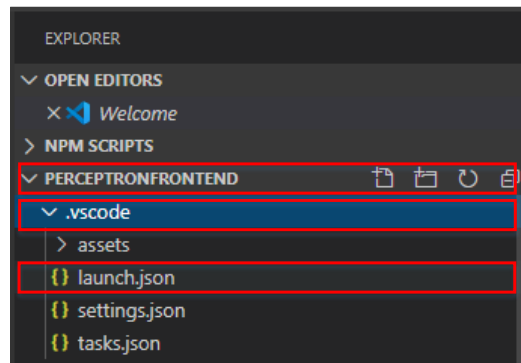 EXPLORER
OPEN EDITORS
Welcome
NPM SCRIPTS
PERCEPTRONFRONTEND
.vscode
assets
{} launch.json
{} settings.json
{} tasks.json